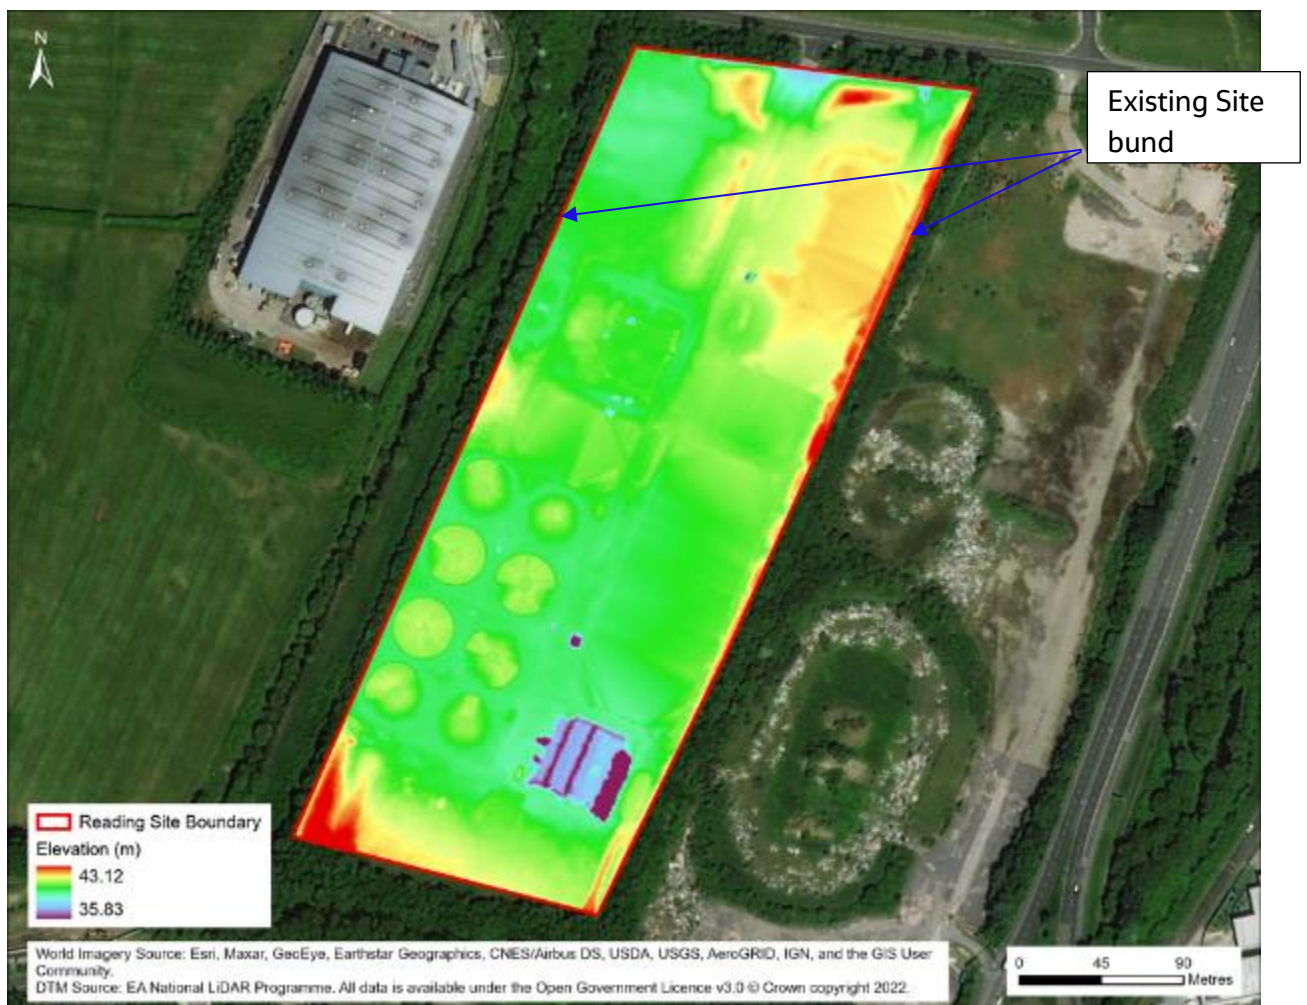 N
Existing Site
bund
Reading Site Boundary
Elevation (m)
43.12
35.83
World Imagery Source: Esri, Maxar, GeoEye, Earthstar Geographics, CNES/Airbus DS, USDA, USGS, AeroGRID, IGN, and the GIS User
Community.
DTM Source: EA National LiDAR Programme. All data is available under the Open Government Licence v3.0 © Crown copyright 2022.
0 45 90
Metres